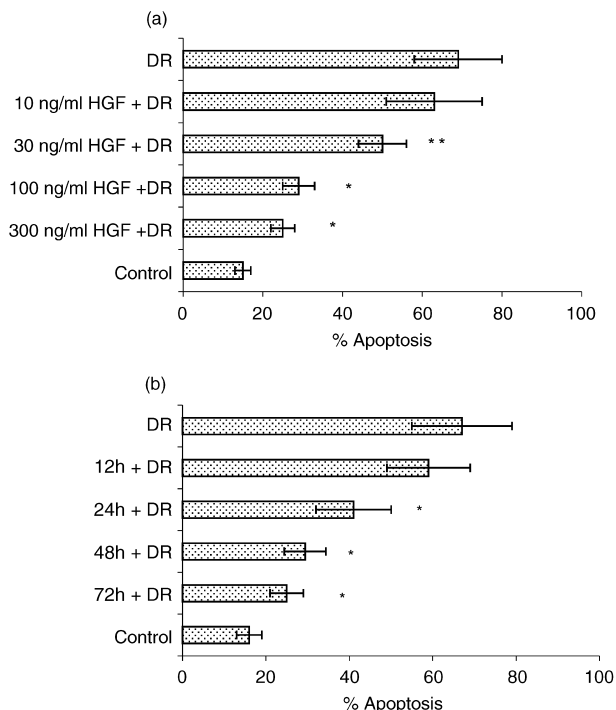 (a)
DR
10 ng/ml HGF + DR
30 ng/ml HGF + DR
* *
100 ng/ml HGF +DR
*
300 ng/ml HGF +DR
*
Control
0 20 40 60 80 100
% Apoptosis
(b)
DR
12h + DR
24h + DR
*
48h + DR
*
72h + DR
*
Control
0 20 40 60 80 100
% Apoptosis